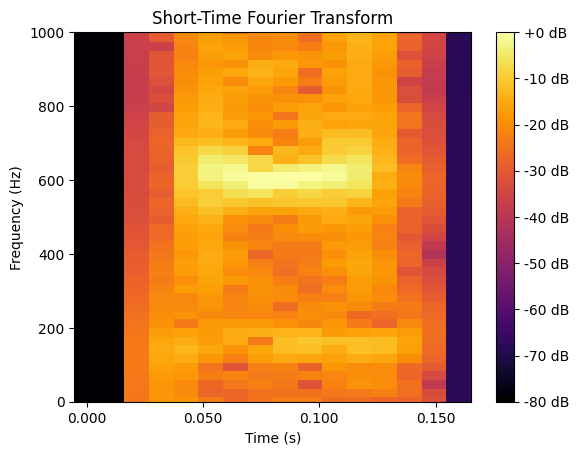 Short-Time Fourier Transform
Frequency (Hz)
1000
800
600
400
200
0
0.000 0.050 0.100 0.150
Time (s)
+0 dB
-10 dB
-20 dB
-30 dB
-40 dB
-50 dB
-60 dB
-70 dB
-80 dB